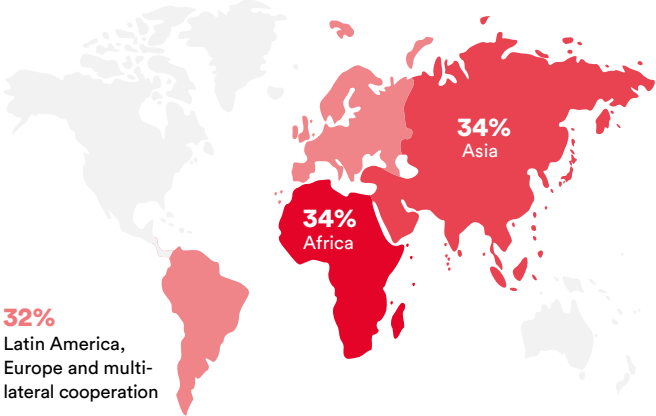 34%
Asia
34%
Africa
32%
Latin America,
Europe and multi-
lateral cooperation